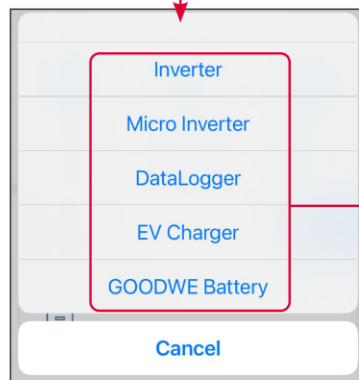 Inverter
Micro Inverter
DataLogger
EV Charger
GOODWE Battery
Cancel